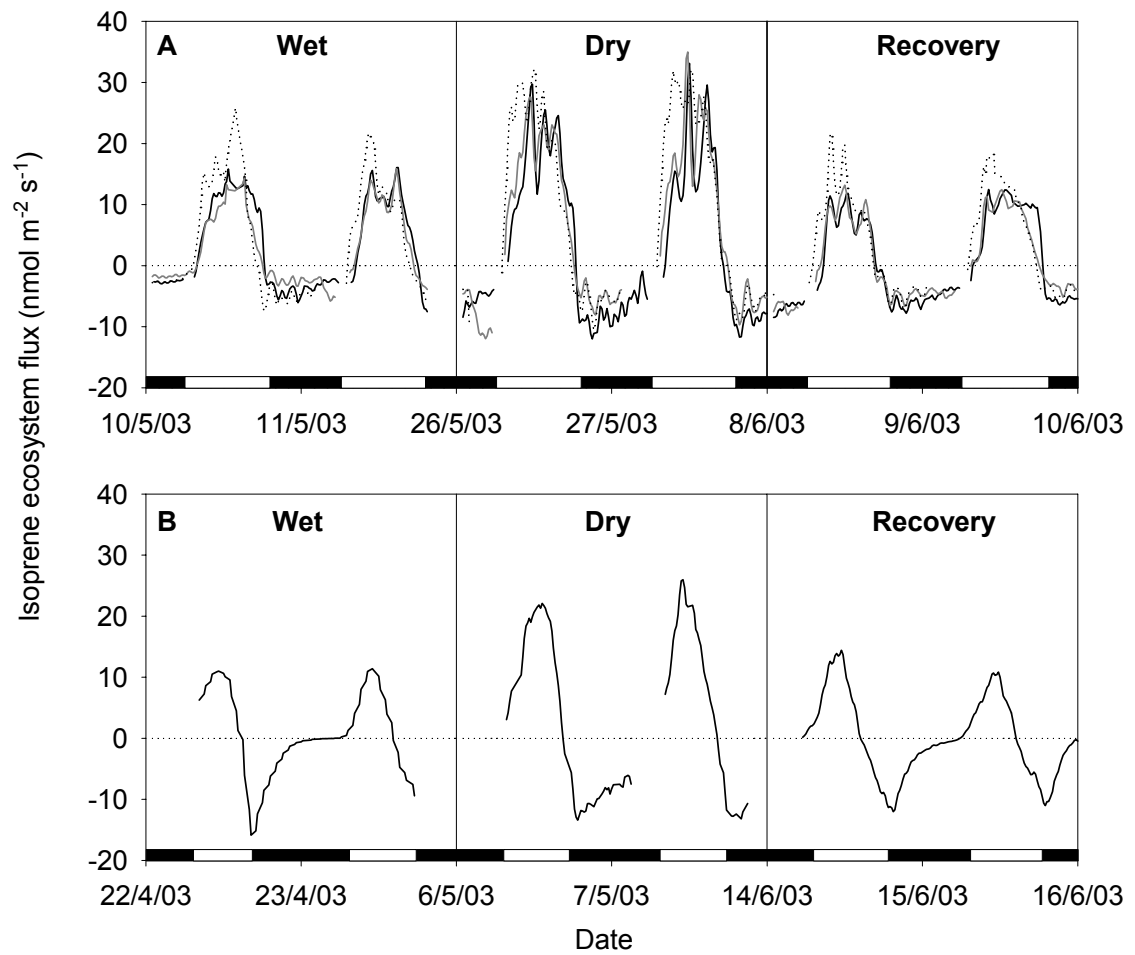 Isoprene ecosystem flux (nmol m-2 s-1)
A
Wet
Dry
Recovery
40
30
20
10
0
-10
-20
10/5/03 11/5/03 26/5/03 27/5/03 8/6/03 9/6/03 10/6/03
B
Wet
Dry
Recovery
40
30
20
10
0
-10
-20
22/4/03 23/4/03 6/5/03 7/5/03 14/6/03 15/6/03 16/6/03
Date